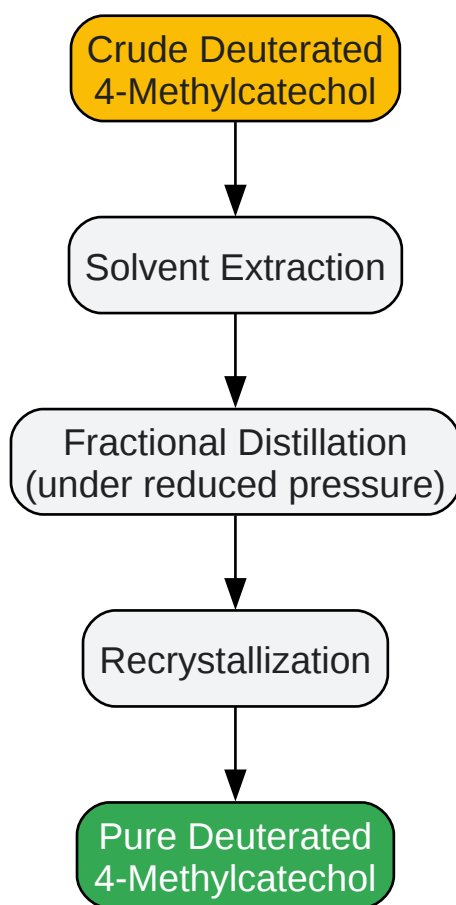 Crude Deuterated
4-Methylcatechol
Solvent Extraction
Fractional Distillation
(under reduced pressure)
Recrystallization
Pure Deuterated
4-Methylcatechol